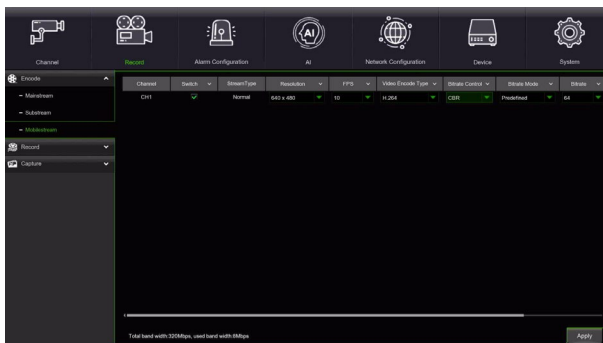 Channel Record Alarm Configuration AI Network Configuration Device System
Encode
Channel Switch StreamType Resolution FPS Video Encode Type Bitrate Control Bitrate Mode Bitrate
– Mainstream
CH1 Normal 640 x 480 10 H.264 CBR Predefined 64
– Substream
– Mobilestream
Record
Capture
Total band width:320Mbps, used band width:8Mbps
Apply